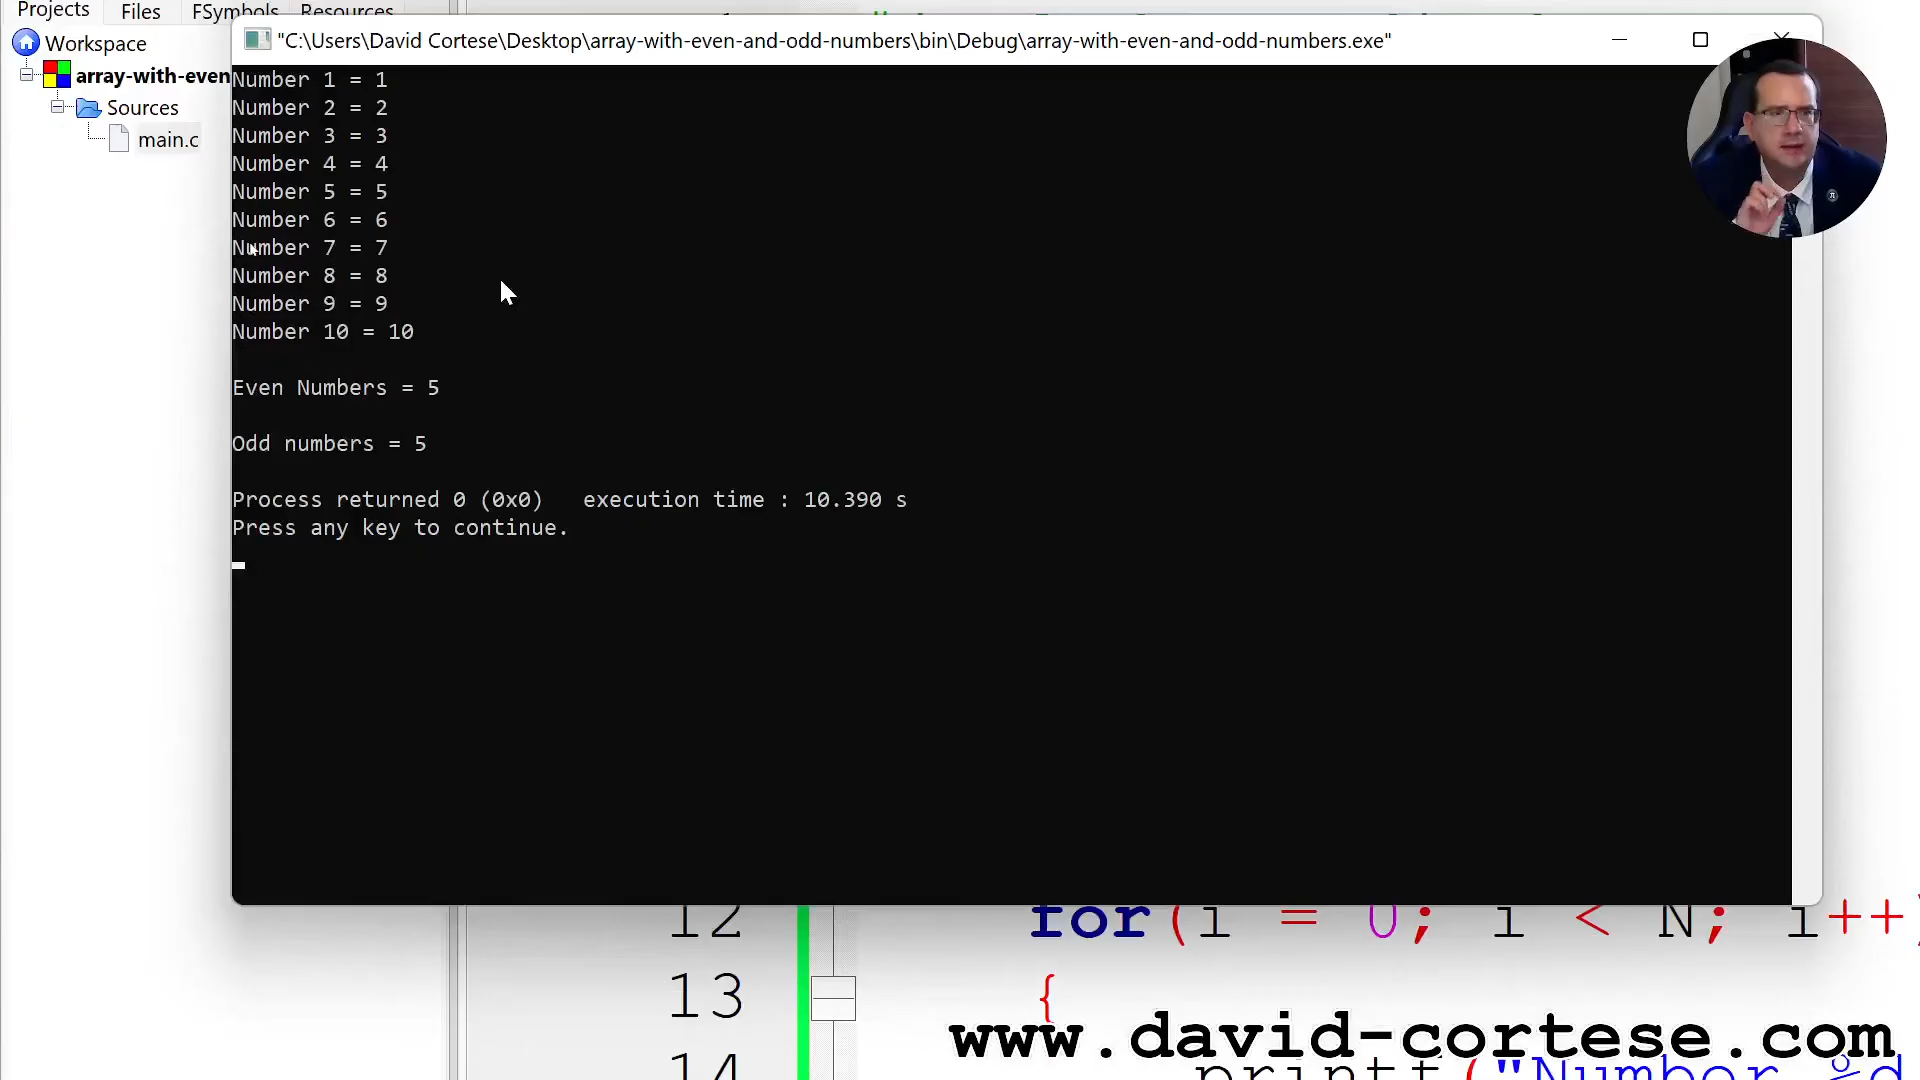 Projects Files FSymbols Resources
Workspace
array-with-even
Sources
main.c
"C:\Users\David Cortese\Desktop\array-with-even-and-odd-numbers\bin\Debug\array-with-even-and-odd-numbers.exe"
Number 1 = 1
Number 2 = 2
Number 3 = 3
Number 4 = 4
Number 5 = 5
Number 6 = 6
Number 7 = 7
Number 8 = 8
Number 9 = 9
Number 10 = 10
Even Numbers = 5
Odd numbers = 5
Process returned 0 (0x0)   execution time : 10.390 s
Press any key to continue.
12 for(i = 0; i < N; i++)
13 {
www.david-cortese.com
14 printf("Number %d